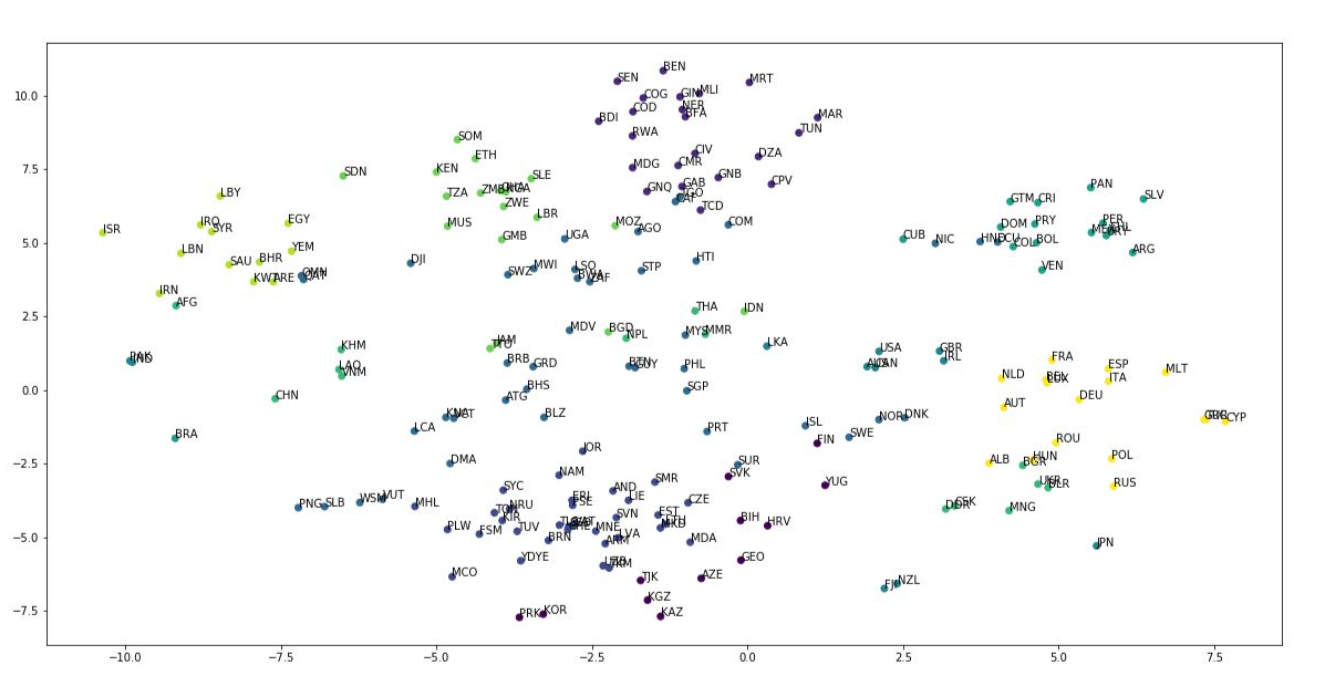 10.0
7.5
5.0
2.5
0.0
−2.5
−5.0
−7.5
−10.0 −7.5 −5.0 −2.5 0.0 2.5 5.0 7.5
BEN
SEN
MRT
COG GIN MLI
COD NER
BFA
BDI
MAR
RWA
TUN
SOM
CIV
DZA
ETH
MDG CMR
KEN
SDN
SLE
GNB
GAB CPV
PAN
GNQ
TZA ZMB ZWE
LBY
CAF
TCD
GTM CRI SLV
LBR
EGY
IRQ SYR
MUS
MOZ AGO
COM
DOM PRY PER
ISR
GMB
UGA
CUB NIC HND COL BOL
ARG
YEM
LBN
SAU BHR
DJI
HTI
MWI LSO STP
VEN
SWZ
KWT ARE
IRN
AFG
THA IDN
MDV BGD NPL
MYS MMR
KHM
LKA
USA GBR
IRL
FRA
BRB GRD
PHL
LAO
VNM
ESP
ITA
MLT
NLD
BHS
SGP
DEU
CHN
ATG
AUT
BLZ
CYP
LCA
NOR DNK
ISL
PRT
SWE
BRA
FIN
ROU
JOR
DMA
SUR
SVK
ALB HUN
BGR
POL
NAM
SMR
YUG
UKR
RUS
SYC
AND LIE
CZE
PNG SLB WSM VUT MHL
NRU
KIR
CSK
DDR
MNG
SVN EST
BIH HRV
PLW FSM TUV
MNE
LVA
BRN
ARM
MDA
JPN
YDYE
GEO
MCO
TJK
AZE
FJI NZL
KGZ
PRK KOR
KAZ